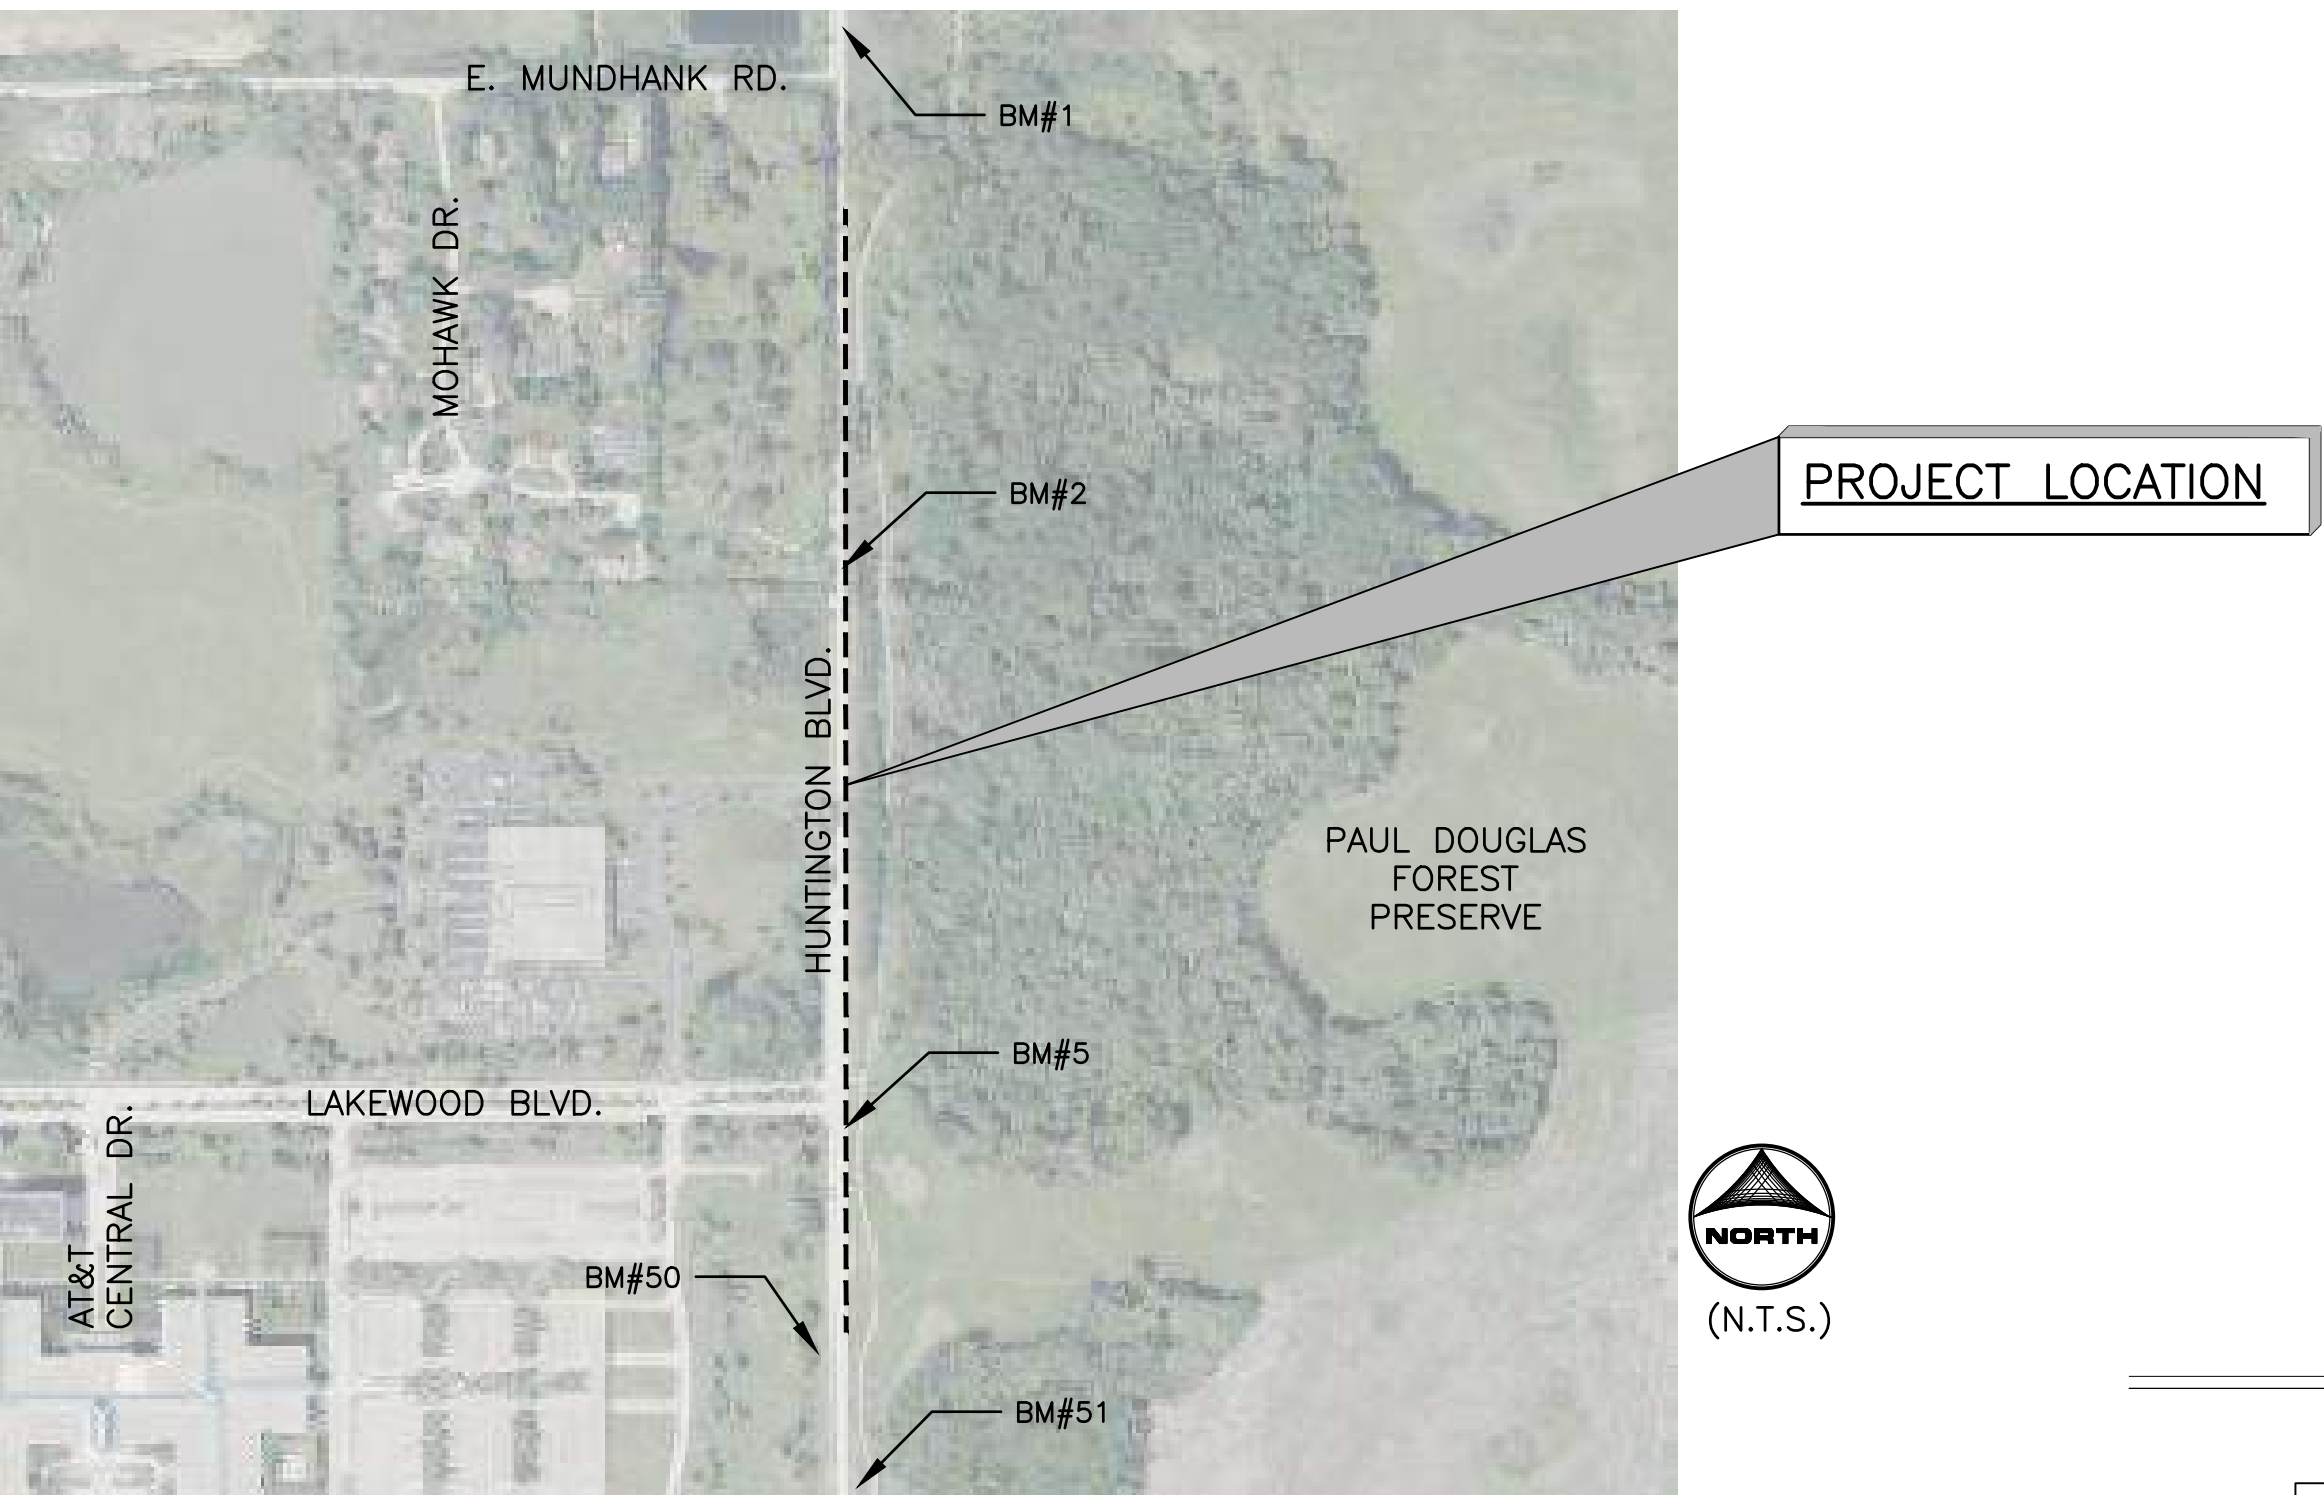 E. MUNDHANK RD.
BM#1
MOHAWK DR.
BM#2
PROJECT LOCATION
HUNTINGTON BLVD.
PAUL DOUGLAS
FOREST
PRESERVE
BM#5
LAKEWOOD BLVD.
AT&T
CENTRAL DR.
NORTH
(N.T.S.)
BM#50
BM#51